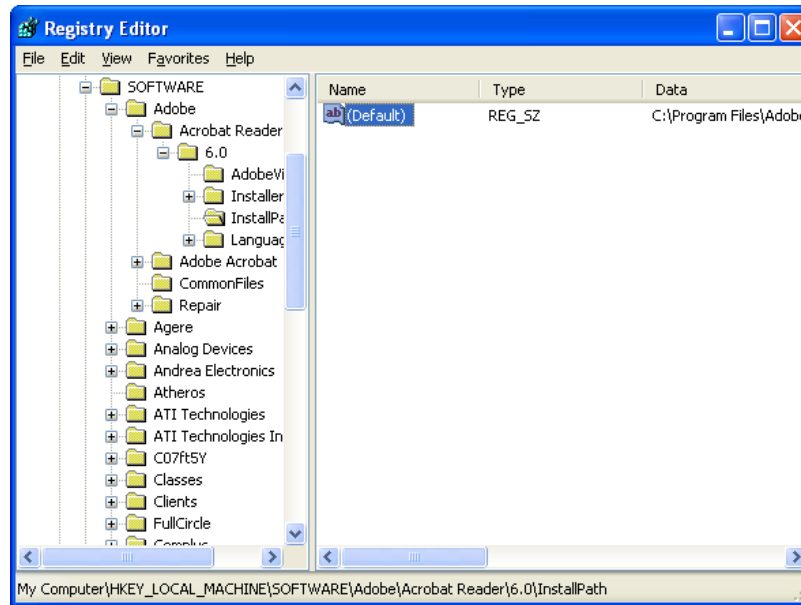 Registry Editor
File Edit View Favorites Help
SOFTWARE
Adobe
Acrobat Reader
6.0
AdobeVi
Installer
InstallPa
Languag
Adobe Acrobat
CommonFiles
Repair
Agere
Analog Devices
Andrea Electronics
Atheros
ATI Technologies
ATI Technologies In
C07ft5Y
Classes
Clients
FullCircle
Name Type Data
ab (Default) REG_SZ C:\Program Files\Adobe
My Computer\HKEY_LOCAL_MACHINE\SOFTWARE\Adobe\Acrobat Reader\6.0\InstallPath